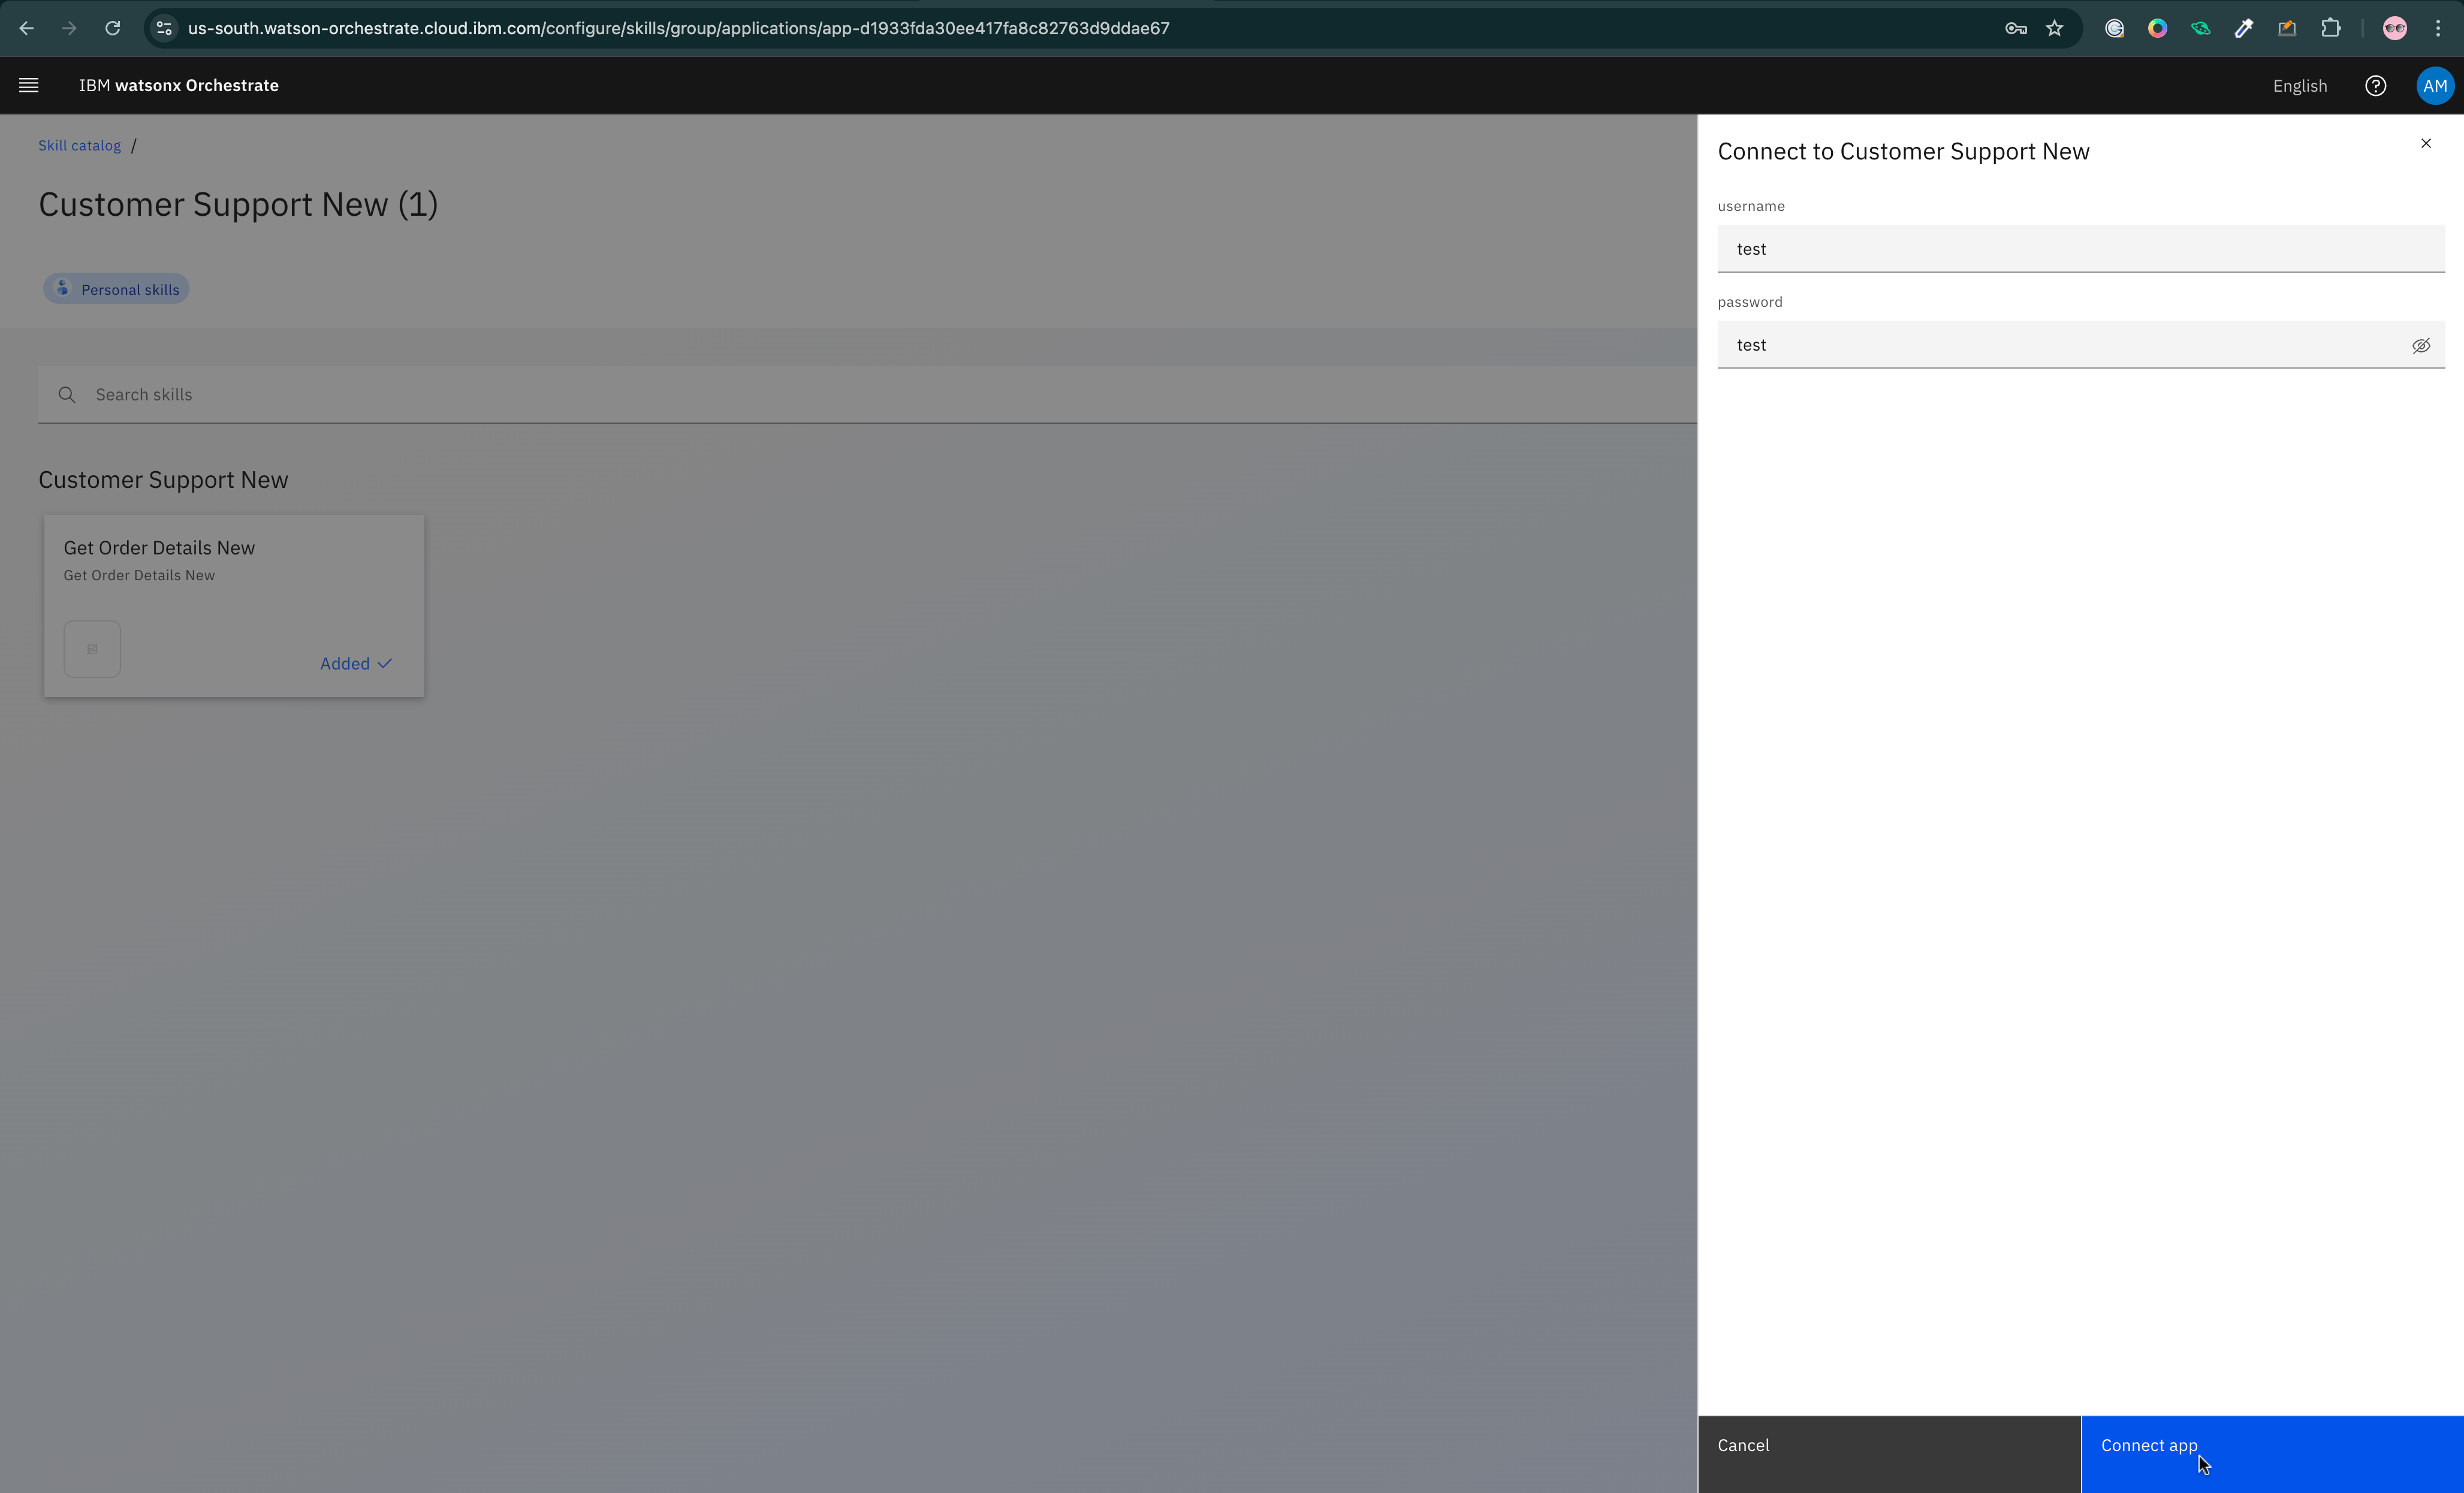 us-south.watson-orchestrate.cloud.ibm.com/configure/skills/group/applications/app-d1933fda30ee417fa8c82763d9ddae67
IBM watsonx Orchestrate
English
AM
Skill catalog /
Customer Support New (1)
Personal skills
Search skills
Customer Support New
Get Order Details New
Get Order Details New
Added
Connect to Customer Support New
username
test
password
test
Cancel
Connect app